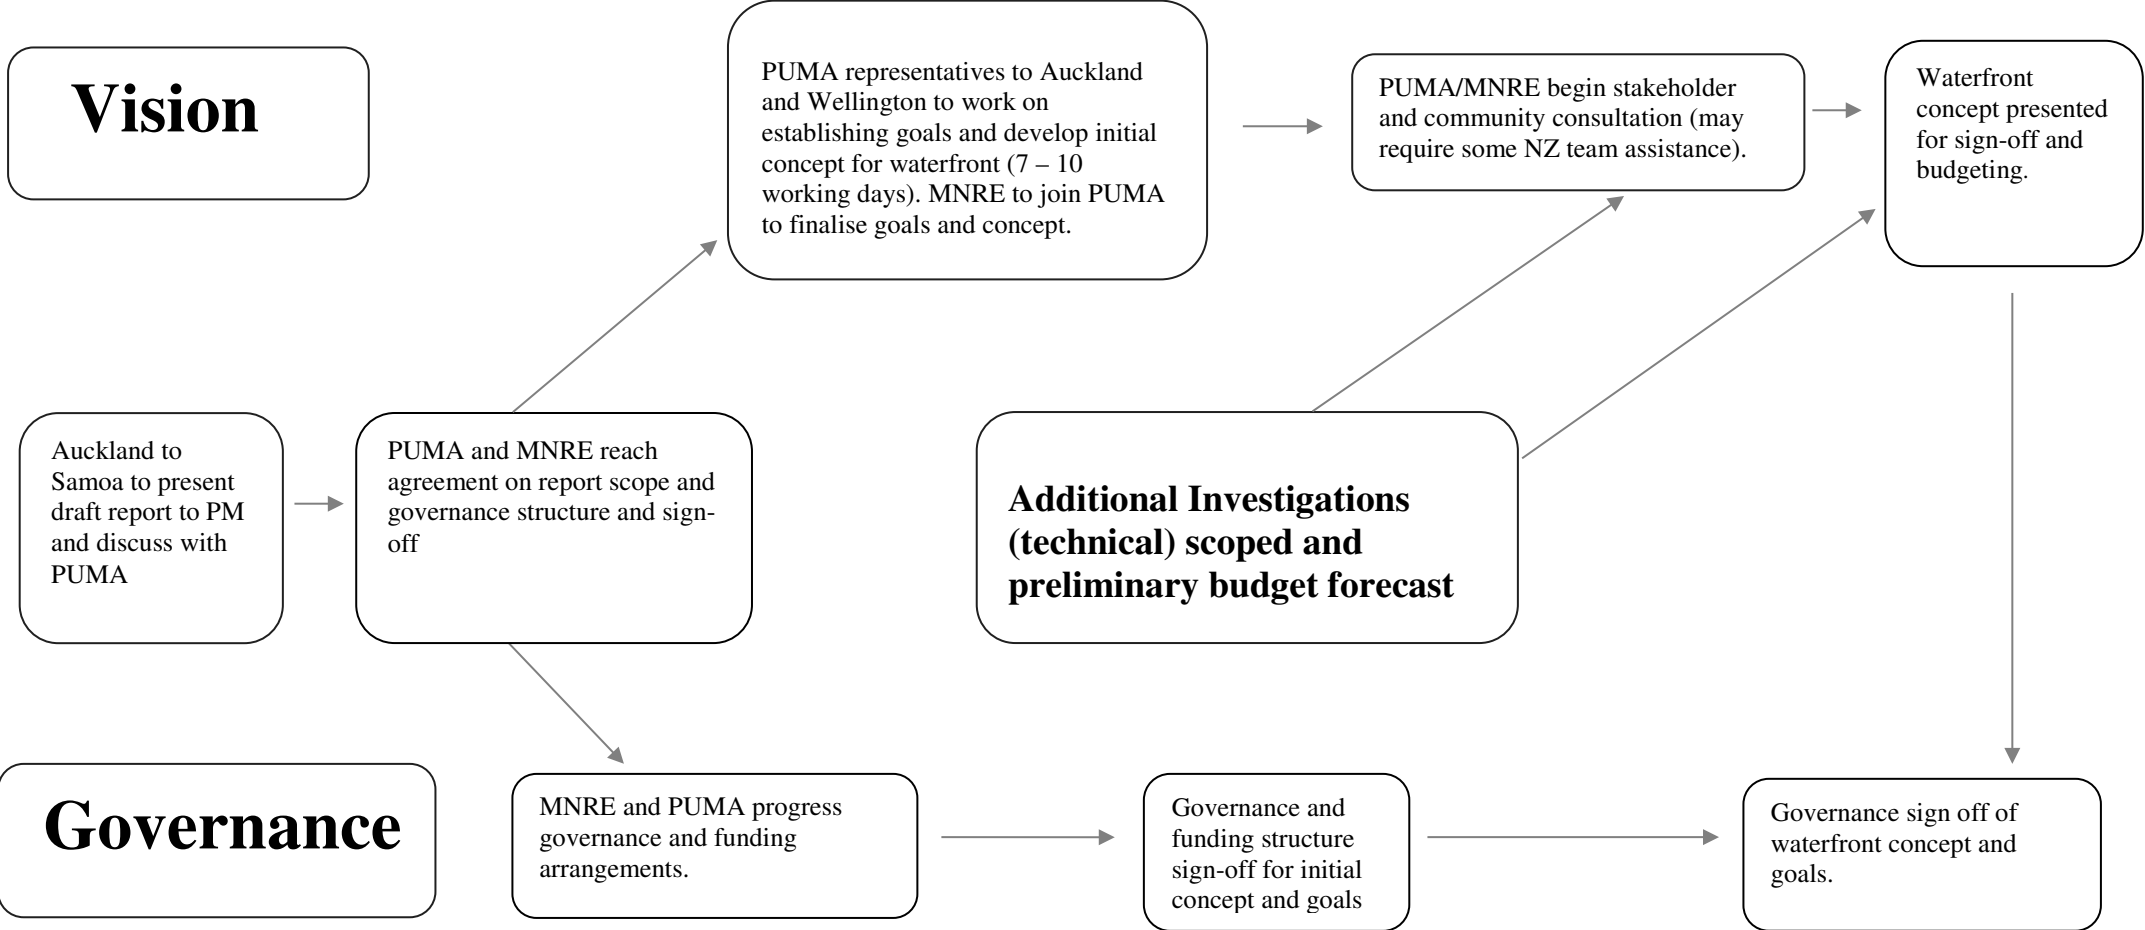 Vision
PUMA representatives to Auckland
and Wellington to work on
establishing goals and develop initial
concept for waterfront (7 – 10
working days). MNRE to join PUMA
to finalise goals and concept.
PUMA/MNRE begin stakeholder
and community consultation (may
require some NZ team assistance).
Waterfront
concept presented
for sign-off and
budgeting.
Auckland to
Samoa to present
draft report to PM
and discuss with
PUMA
PUMA and MNRE reach
agreement on report scope and
governance structure and sign-
off
Additional Investigations
(technical) scoped and
preliminary budget forecast
Governance
MNRE and PUMA progress
governance and funding
arrangements.
Governance and
funding structure
sign-off for initial
concept and goals
Governance sign off of
waterfront concept and
goals.